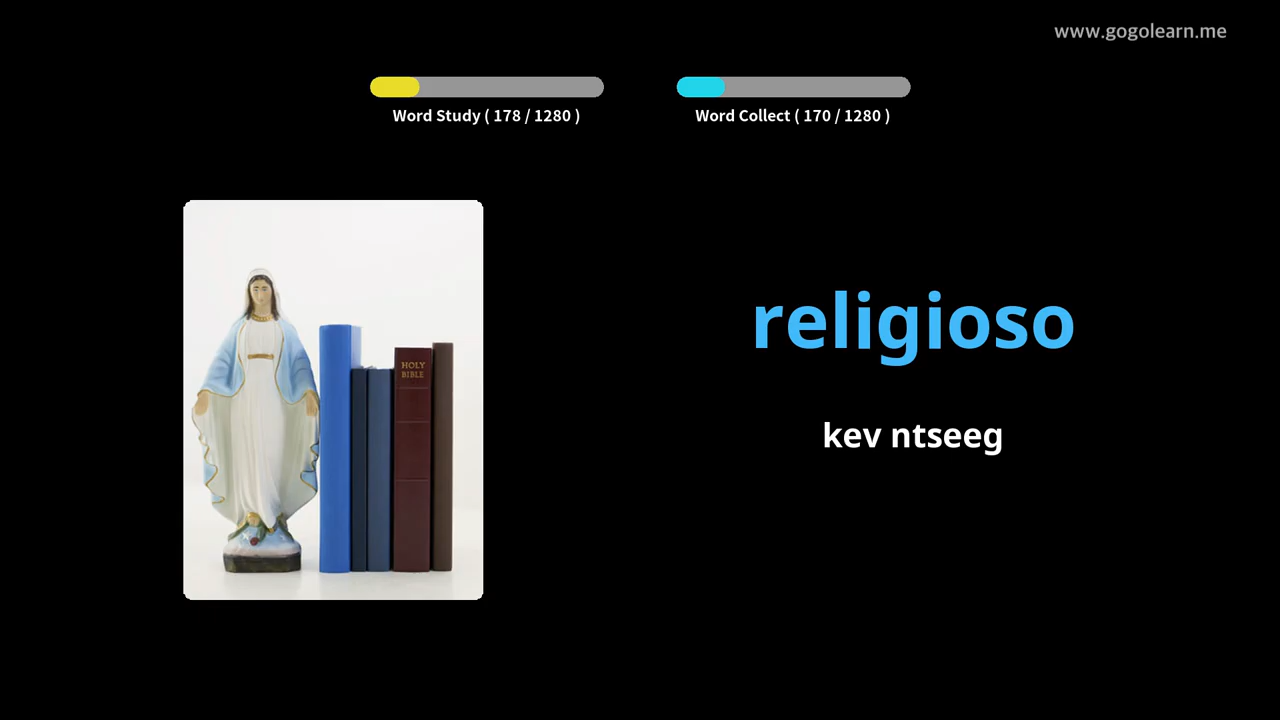 www.gogolearn.me
Word Study ( 178 / 1280 )
Word Collect ( 170 / 1280 )
HOLY
BIBLE
religioso
kev ntseeg